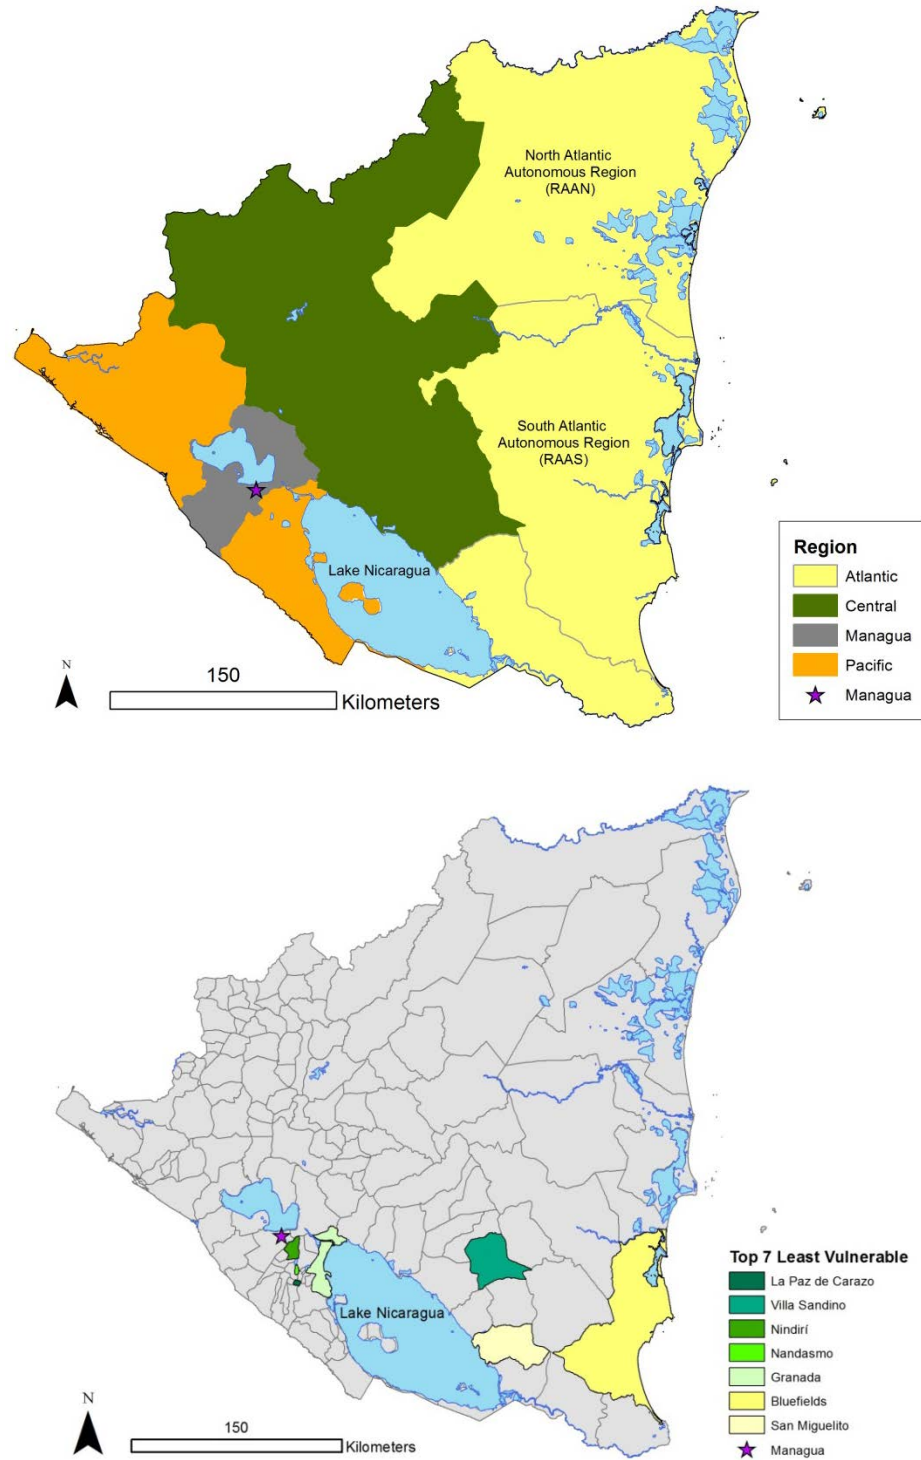 North Atlantic
Autonomous Region
(RAAN)
South Atlantic
Autonomous Region
(RAAS)
Lake Nicaragua
N
150
Kilometers
Region
Atlantic
Central
Managua
Pacific
Managua
Lake Nicaragua
N
150
Kilometers
Top 7 Least Vulnerable
La Paz de Carazo
Villa Sandino
Nindirí
Nandasmo
Granada
Bluefields
San Miguelito
Managua